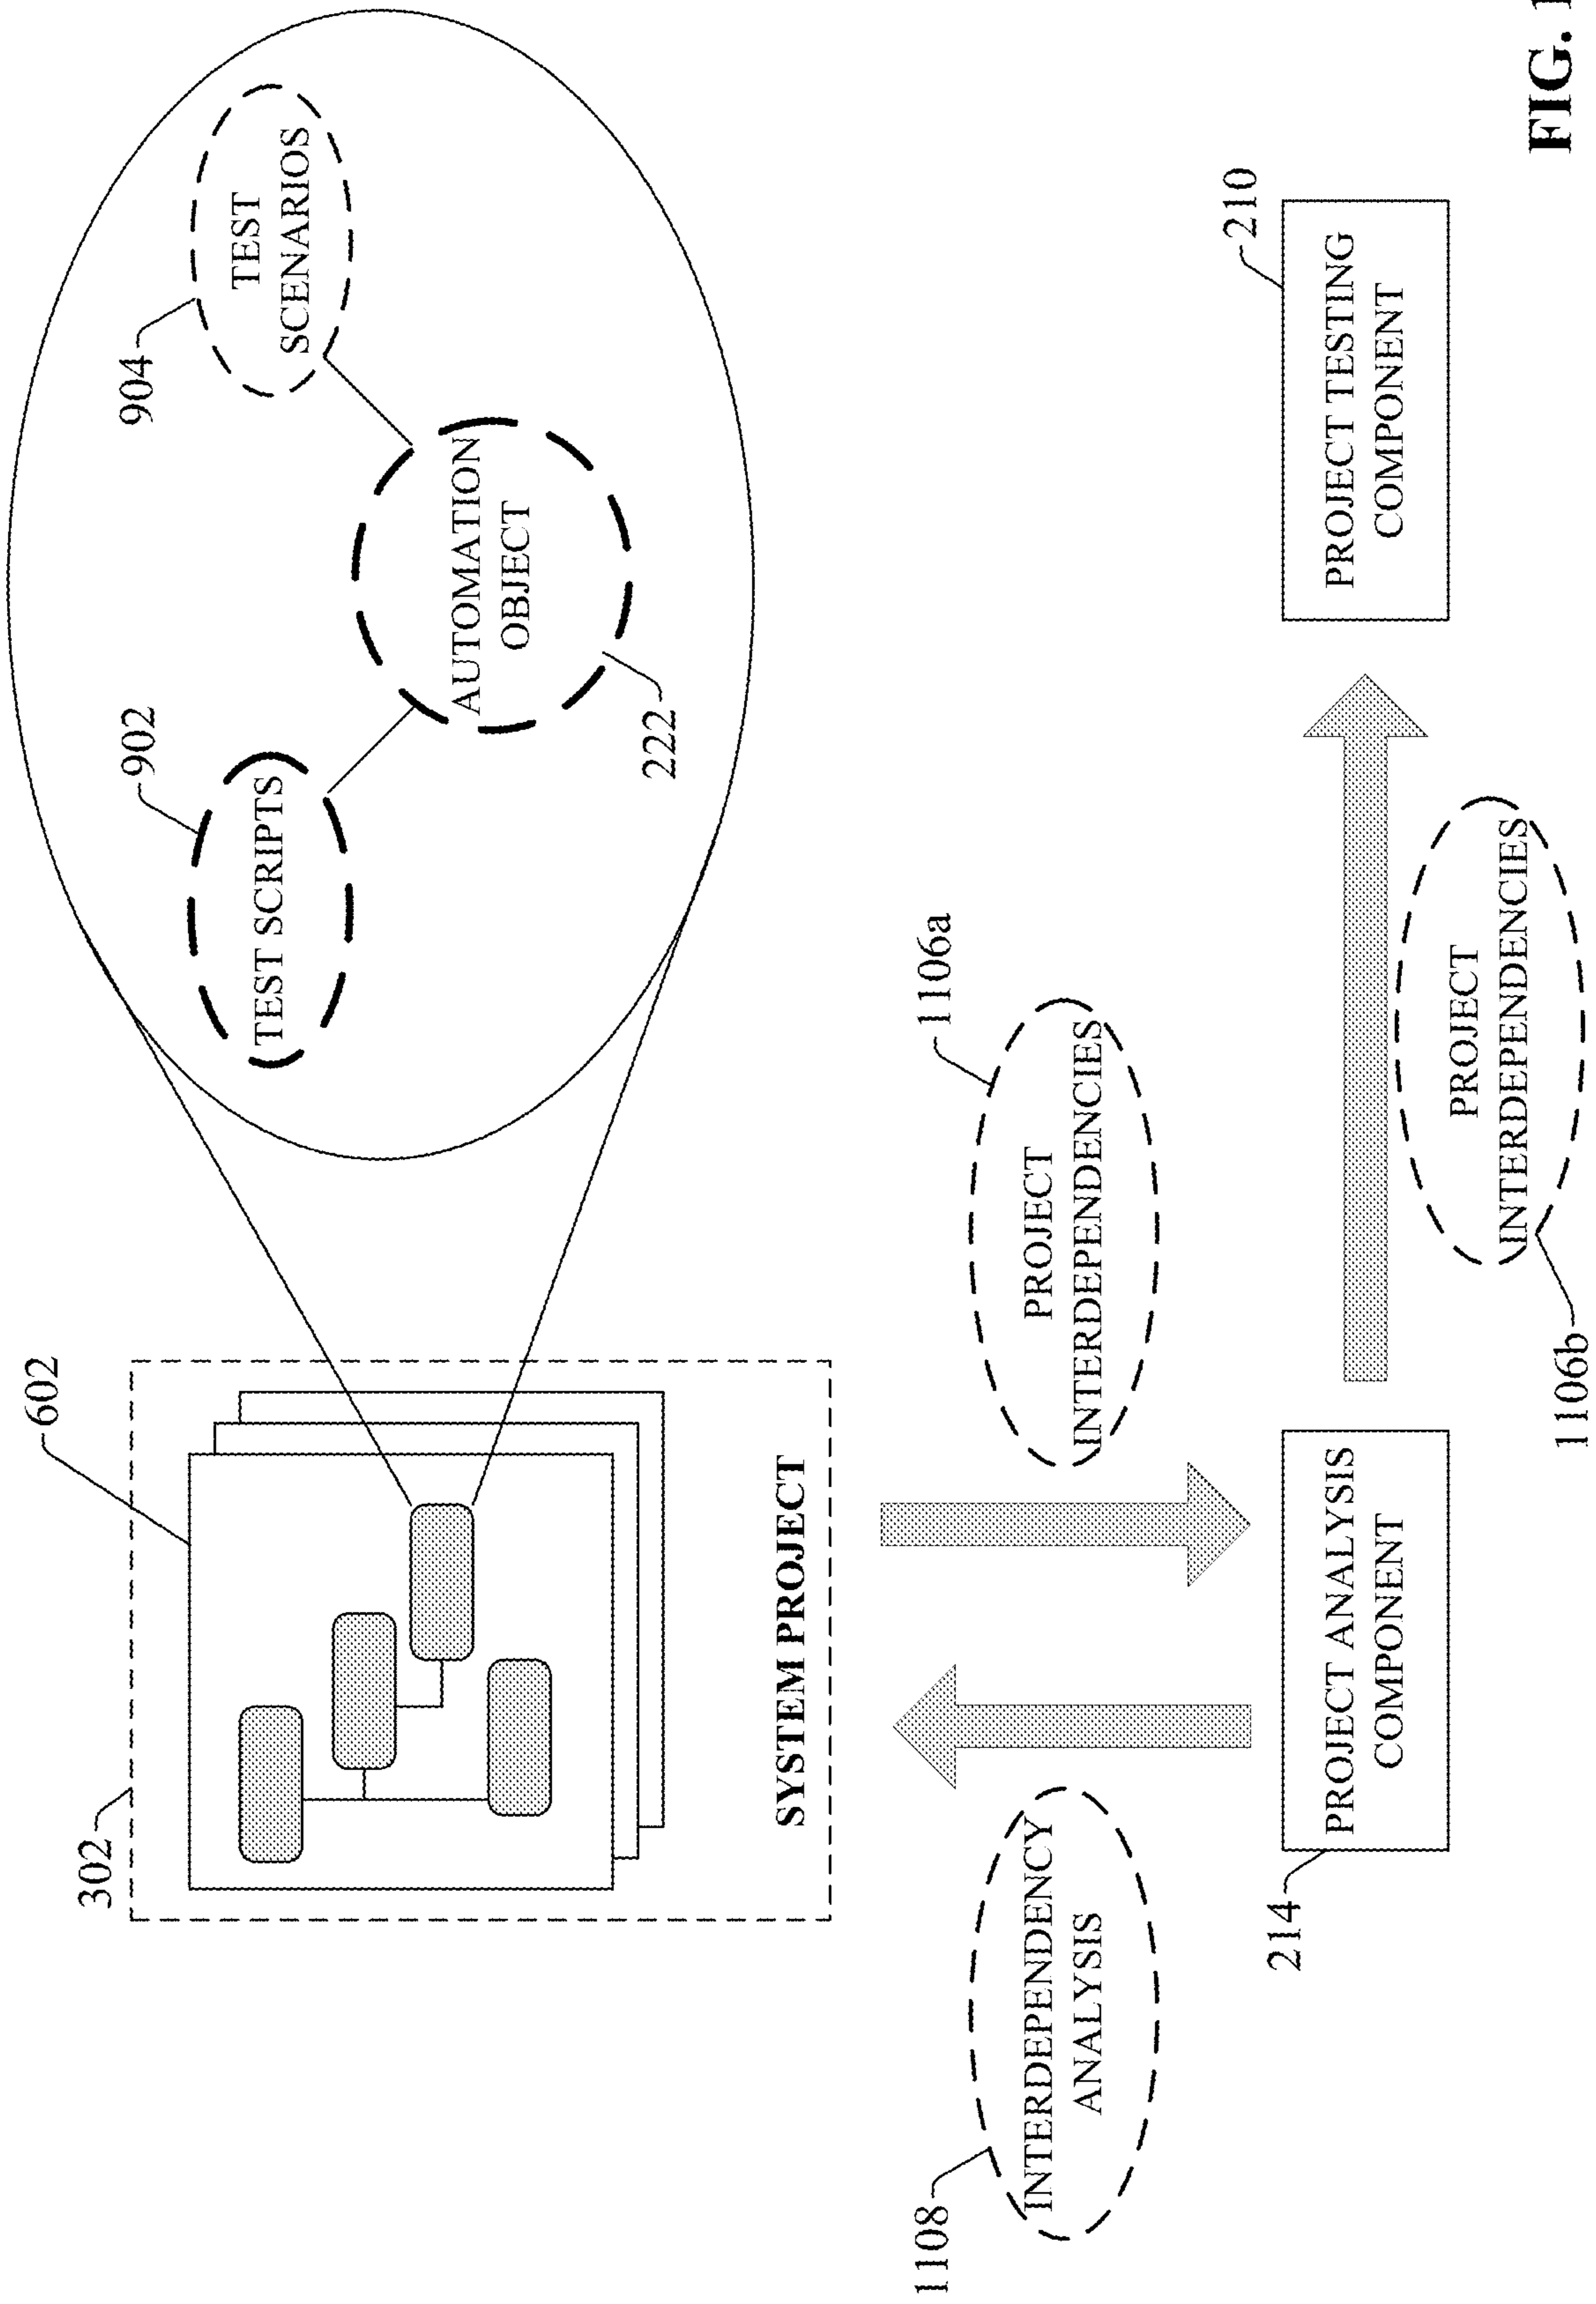 302
602
SYSTEM PROJECT
902
TEST SCRIPTS
904
TEST
SCENARIOS
AUTOMATION
OBJECT
222
1108
INTERDEPENDENCY
ANALYSIS
1106a
PROJECT
INTERDEPENDENCIES
214
PROJECT ANALYSIS
COMPONENT
1106b
PROJECT
INTERDEPENDENCIES
210
PROJECT TESTING
COMPONENT
FIG.